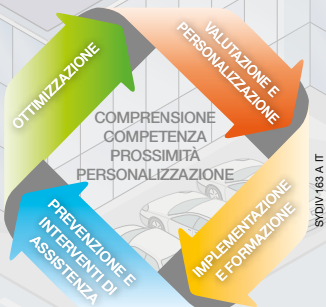 OTTIMIZZAZIONE
VALUTAZIONE E
PERSONALIZZAZIONE
COMPRENSIONE
COMPETENZA
PROSSIMITÀ
PERSONALIZZAZIONE
PREVENZIONE E
INTERVENTI DI
ASSISTENZA
IMPLEMENTAZIONE
E FORMAZIONE
SYDIV 163 A IT